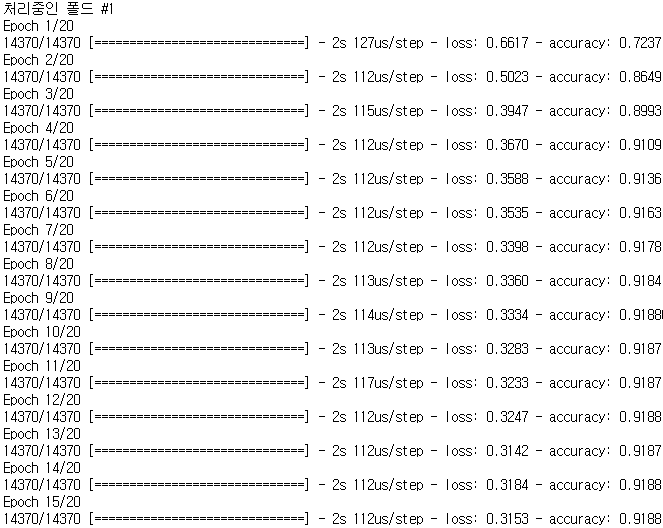 처리중인 폴드 #1
Epoch 1/20
14370/14370 [==============================] - 2s 127us/step - loss: 0.6617 - accuracy: 0.7237
Epoch 2/20
14370/14370 [==============================] - 2s 112us/step - loss: 0.5023 - accuracy: 0.8649
Epoch 3/20
14370/14370 [==============================] - 2s 115us/step - loss: 0.3947 - accuracy: 0.8993
Epoch 4/20
14370/14370 [==============================] - 2s 112us/step - loss: 0.3670 - accuracy: 0.9109
Epoch 5/20
14370/14370 [==============================] - 2s 112us/step - loss: 0.3588 - accuracy: 0.9136
Epoch 6/20
14370/14370 [==============================] - 2s 112us/step - loss: 0.3535 - accuracy: 0.9163
Epoch 7/20
14370/14370 [==============================] - 2s 112us/step - loss: 0.3398 - accuracy: 0.9178
Epoch 8/20
14370/14370 [==============================] - 2s 113us/step - loss: 0.3360 - accuracy: 0.9184
Epoch 9/20
14370/14370 [==============================] - 2s 114us/step - loss: 0.3334 - accuracy: 0.9188
Epoch 10/20
14370/14370 [==============================] - 2s 113us/step - loss: 0.3283 - accuracy: 0.9187
Epoch 11/20
14370/14370 [==============================] - 2s 117us/step - loss: 0.3233 - accuracy: 0.9187
Epoch 12/20
14370/14370 [==============================] - 2s 112us/step - loss: 0.3247 - accuracy: 0.9188
Epoch 13/20
14370/14370 [==============================] - 2s 112us/step - loss: 0.3142 - accuracy: 0.9187
Epoch 14/20
14370/14370 [==============================] - 2s 112us/step - loss: 0.3184 - accuracy: 0.9188
Epoch 15/20
14370/14370 [==============================] - 2s 112us/step - loss: 0.3153 - accuracy: 0.9188